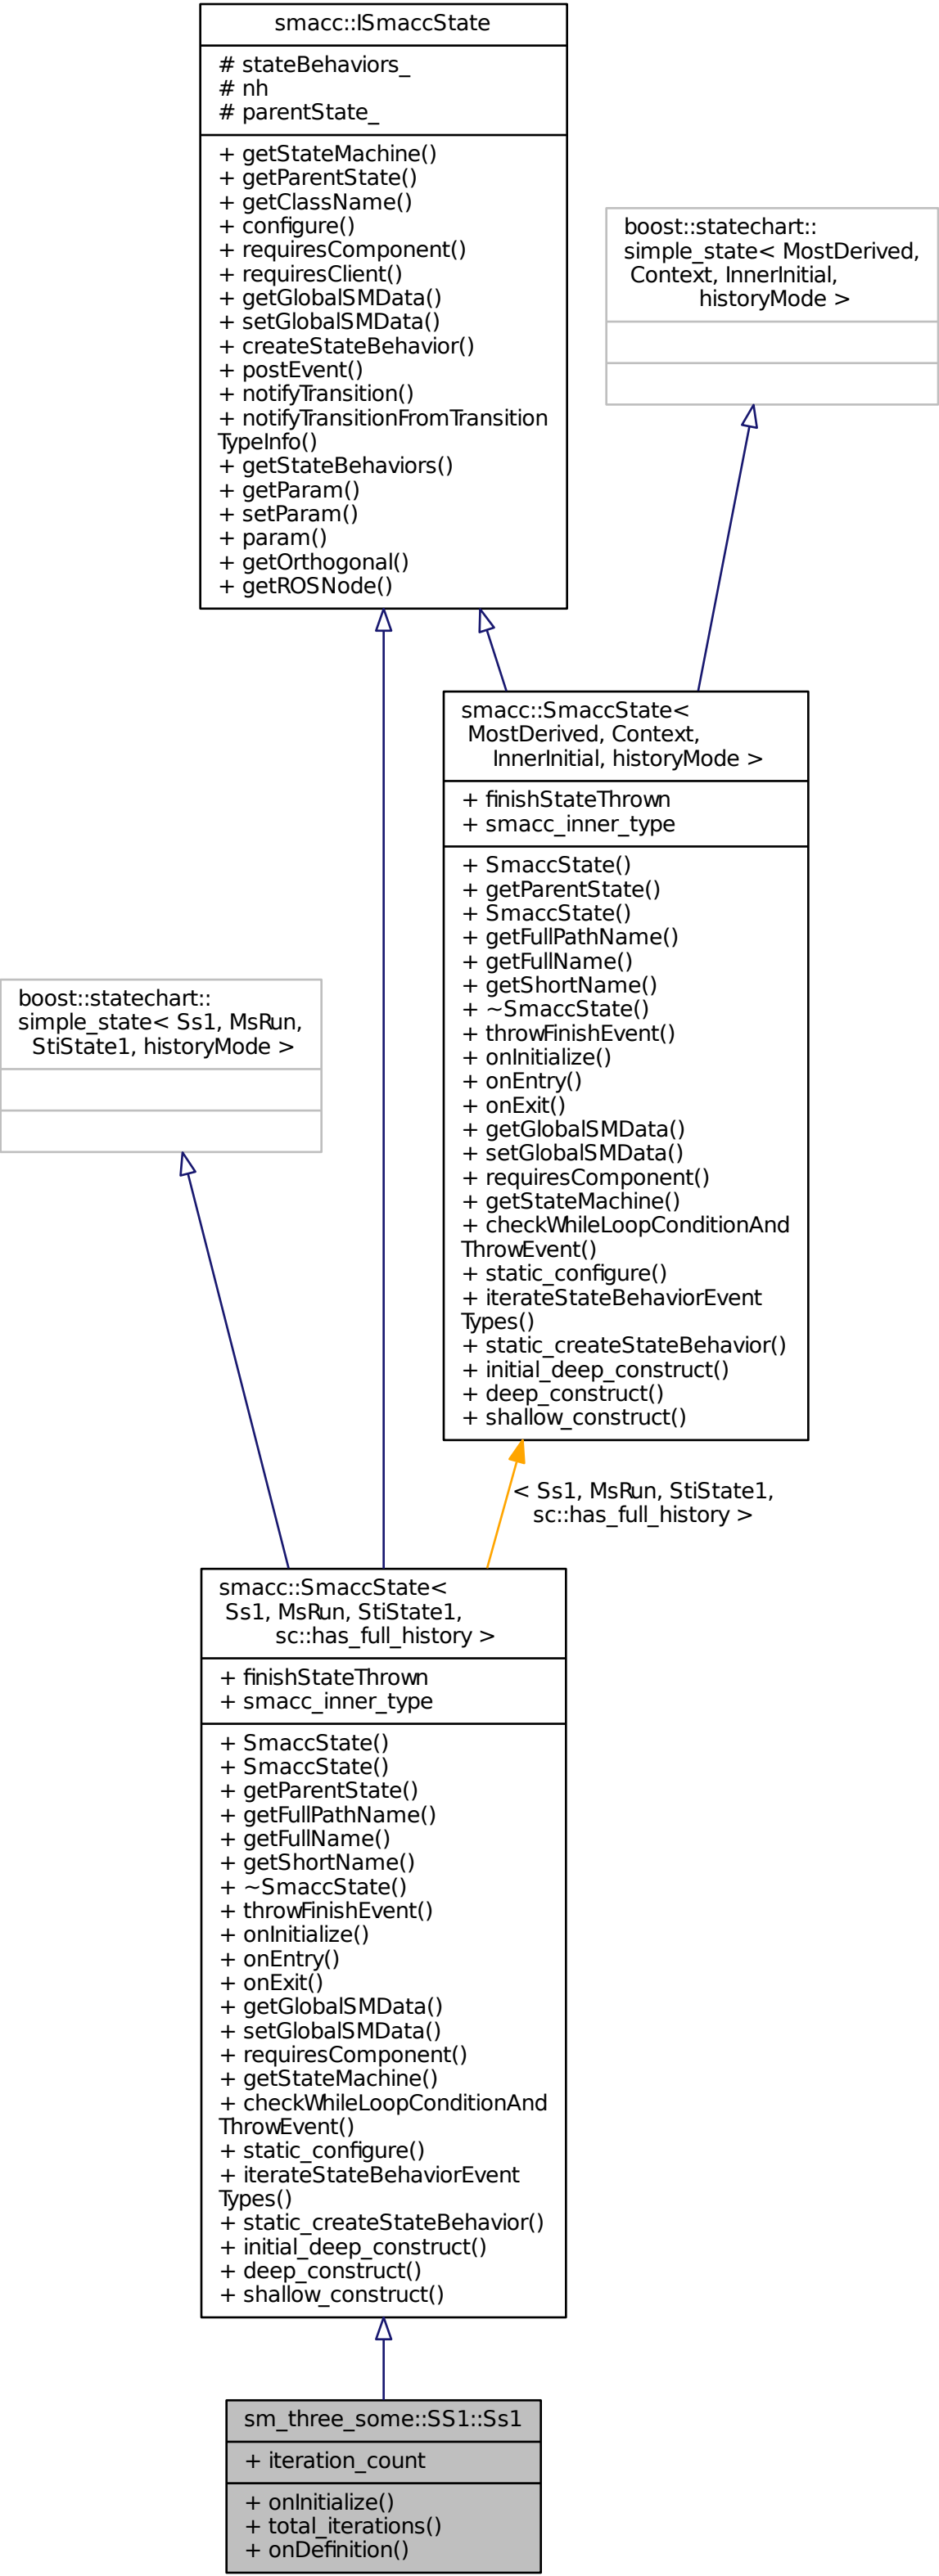 smacc::ISmaccState
# stateBehaviors_
# nh
# parentState_
+ getStateMachine()
+ getParentState()
+ getClassName()
+ configure()
+ requiresComponent()
+ requiresClient()
+ getGlobalSMData()
+ setGlobalSMData()
+ createStateBehavior()
+ postEvent()
+ notifyTransition()
+ notifyTransitionFromTransition
TypeInfo()
+ getStateBehaviors()
+ getParam()
+ setParam()
+ param()
+ getOrthogonal()
+ getROSNode()
boost::statechart::
simple_state< MostDerived,
Context, InnerInitial,
historyMode >
smacc::SmaccState<
MostDerived, Context,
InnerInitial, historyMode >
+ finishStateThrown
+ smacc_inner_type
+ SmaccState()
+ getParentState()
+ SmaccState()
+ getFullPathName()
+ getFullName()
+ getShortName()
+ ~SmaccState()
+ throwFinishEvent()
+ onInitialize()
+ onEntry()
+ onExit()
+ getGlobalSMData()
+ setGlobalSMData()
+ requiresComponent()
+ getStateMachine()
+ checkWhileLoopConditionAnd
ThrowEvent()
+ static_configure()
+ iterateStateBehaviorEvent
Types()
+ static_createStateBehavior()
+ initial_deep_construct()
+ deep_construct()
+ shallow_construct()
boost::statechart::
simple_state< Ss1, MsRun,
StiState1, historyMode >
< Ss1, MsRun, StiState1,
sc::has_full_history >
smacc::SmaccState<
Ss1, MsRun, StiState1,
sc::has_full_history >
+ finishStateThrown
+ smacc_inner_type
+ SmaccState()
+ SmaccState()
+ getParentState()
+ getFullPathName()
+ getFullName()
+ getShortName()
+ ~SmaccState()
+ throwFinishEvent()
+ onInitialize()
+ onEntry()
+ onExit()
+ getGlobalSMData()
+ setGlobalSMData()
+ requiresComponent()
+ getStateMachine()
+ checkWhileLoopConditionAnd
ThrowEvent()
+ static_configure()
+ iterateStateBehaviorEvent
Types()
+ static_createStateBehavior()
+ initial_deep_construct()
+ deep_construct()
+ shallow_construct()
sm_three_some::SS1::Ss1
+ iteration_count
+ onInitialize()
+ total_iterations()
+ onDefinition()